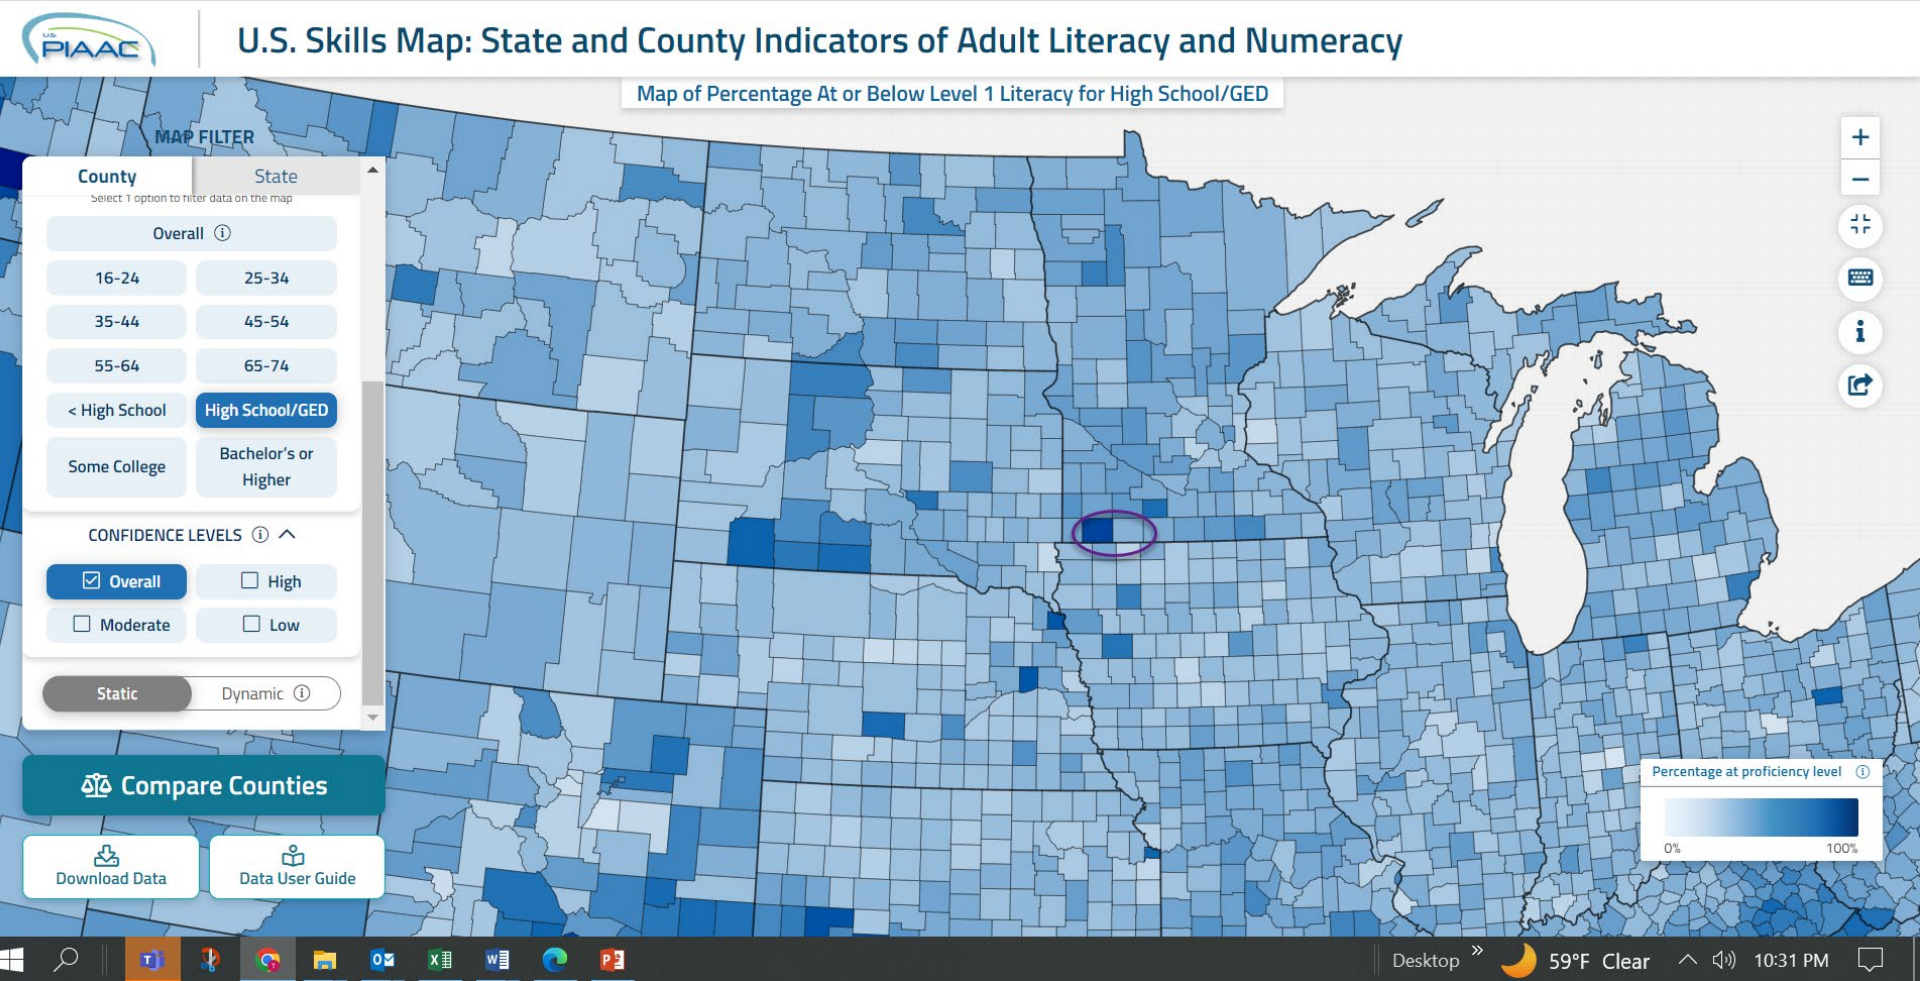 U.S.
PIAAC
U.S. Skills Map: State and County Indicators of Adult Literacy and Numeracy
Map of Percentage At or Below Level 1 Literacy for High School/GED
MAP FILTER
County State
Select 1 option to filter data on the map
Overall
16-24 25-34
35-44 45-54
55-64 65-74
< High School High School/GED
Some College Bachelor's or
Higher
CONFIDENCE LEVELS
Overall High
Moderate Low
Static Dynamic
Compare Counties
Download Data Data User Guide
Percentage at proficiency level
0% 100%
Desktop 59°F Clear 10:31 PM